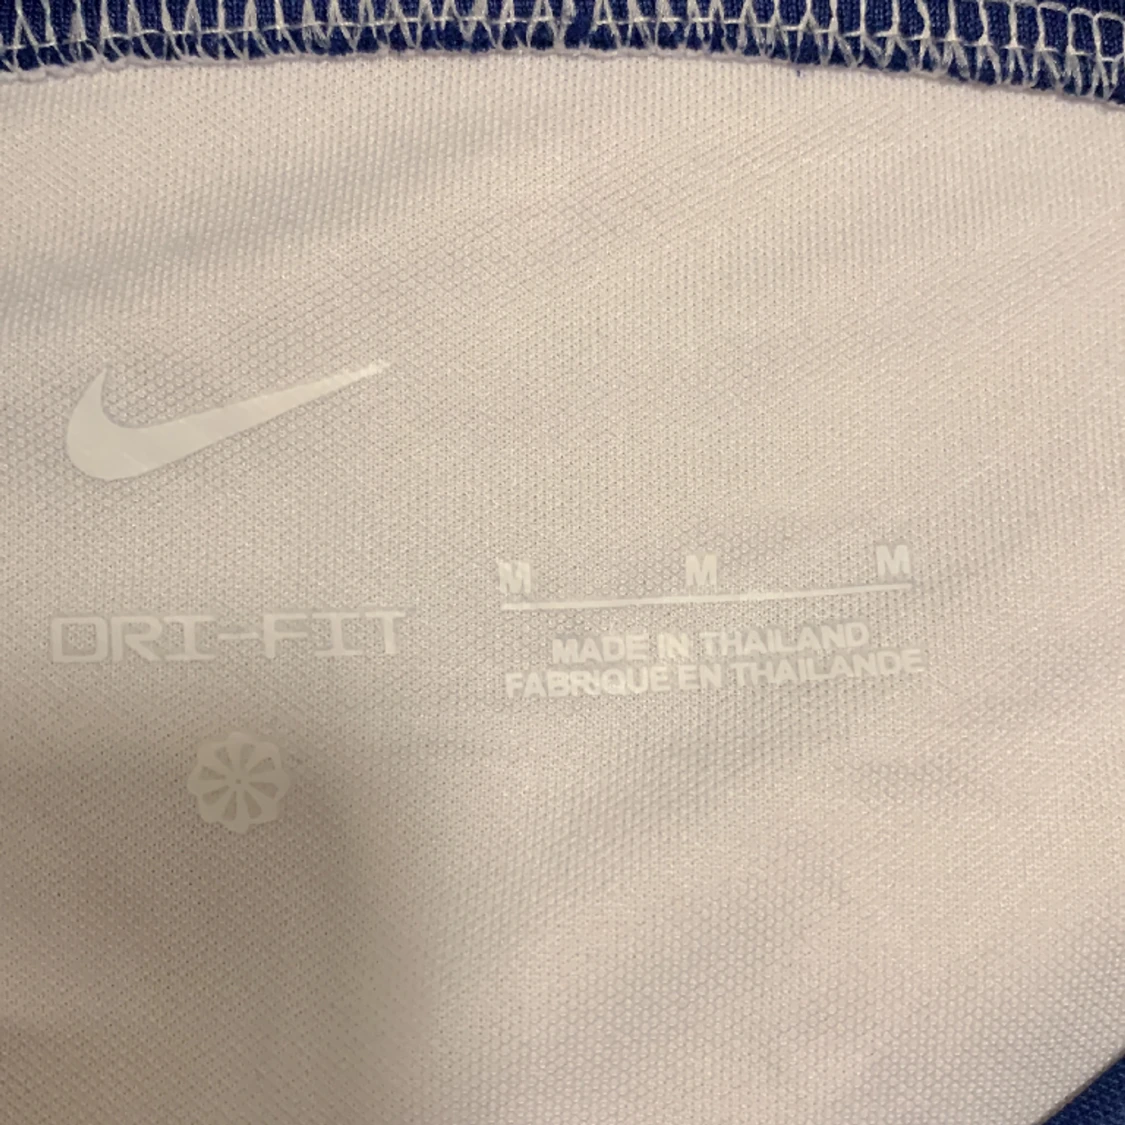 DRI-FIT
M M M
MADE IN THAILAND
FABRIQUE EN THAILANDE